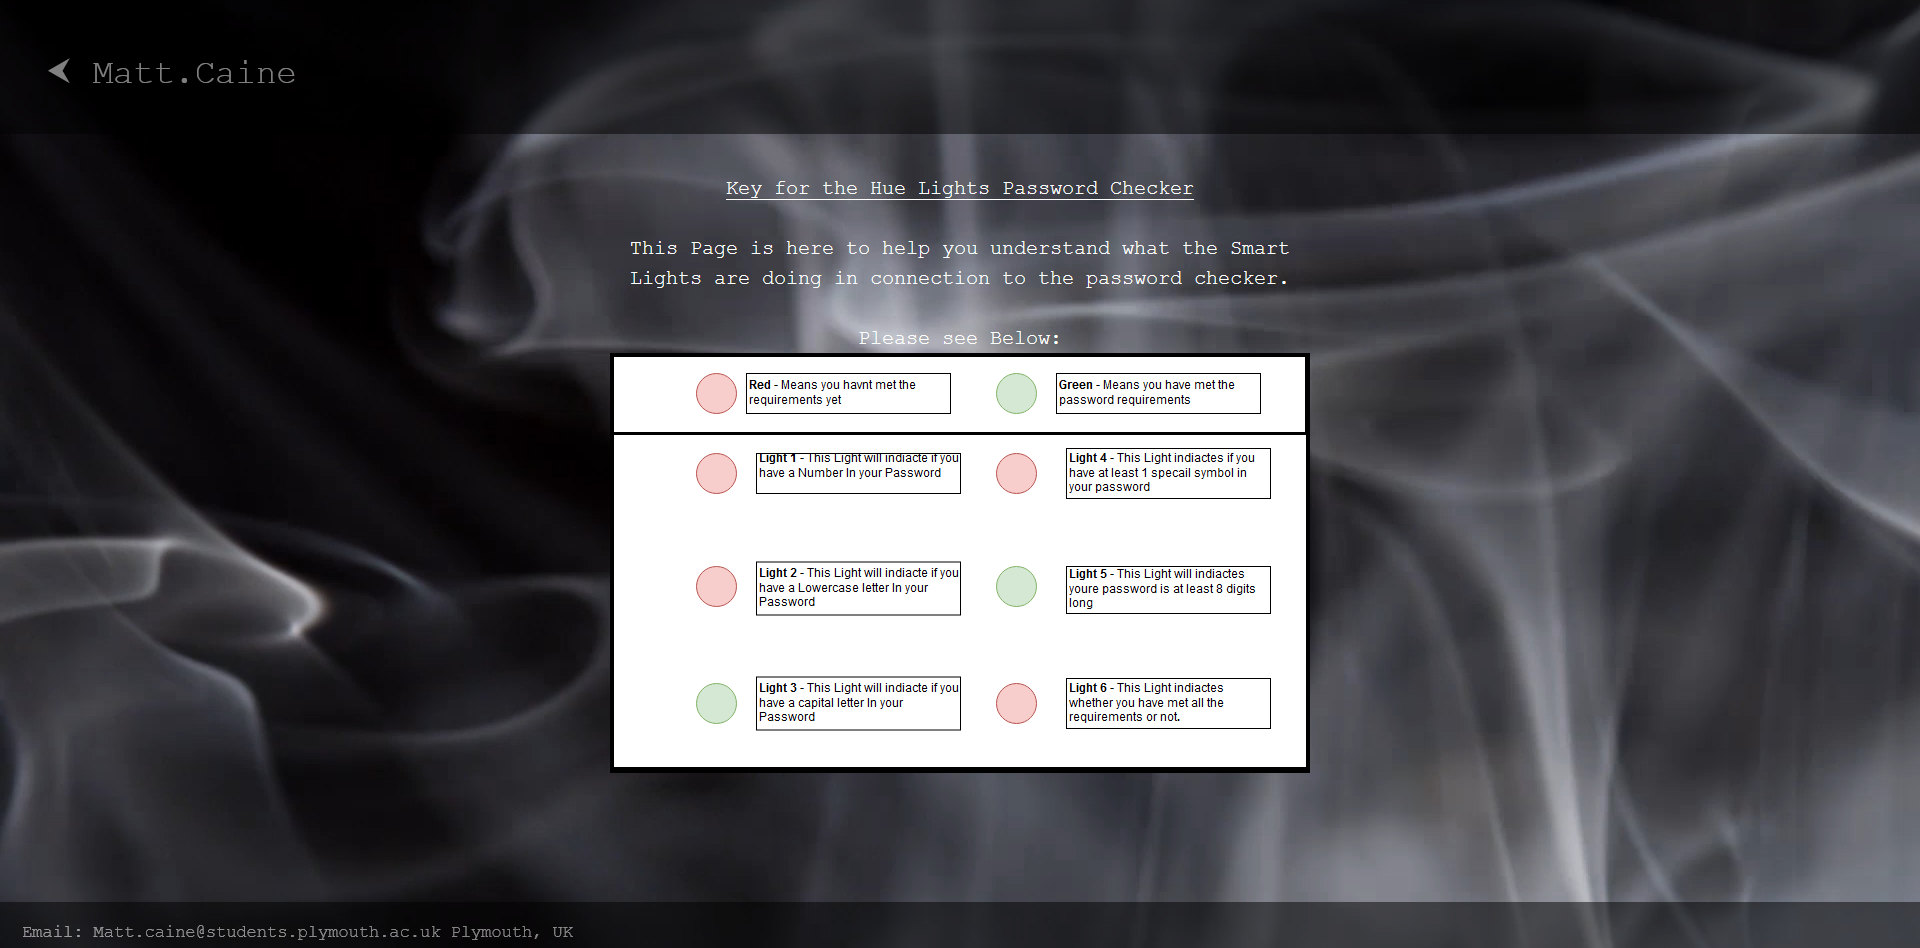 Matt.Caine
Key for the Hue Lights Password Checker
This Page is here to help you understand what the Smart
Lights are doing in connection to the password checker.
Please see Below:
Red - Means you havnt met the
requirements yet
Green - Means you have met the
password requirements
Light 1 - This Light will indiacte if you
have a Number In your Password
Light 4 - This Light indiactes if you
have at least 1 specail symbol in
your password
Light 2 - This Light will indiacte if you
have a Lowercase letter In your
Password
Light 5 - This Light will indiactes
youre password is at least 8 digits
long
Light 3 - This Light will indiacte if you
have a capital letter In your
Password
Light 6 - This Light indiactes
whether you have met all the
requirements or not.
Email: Matt.caine@students.plymouth.ac.uk Plymouth, UK